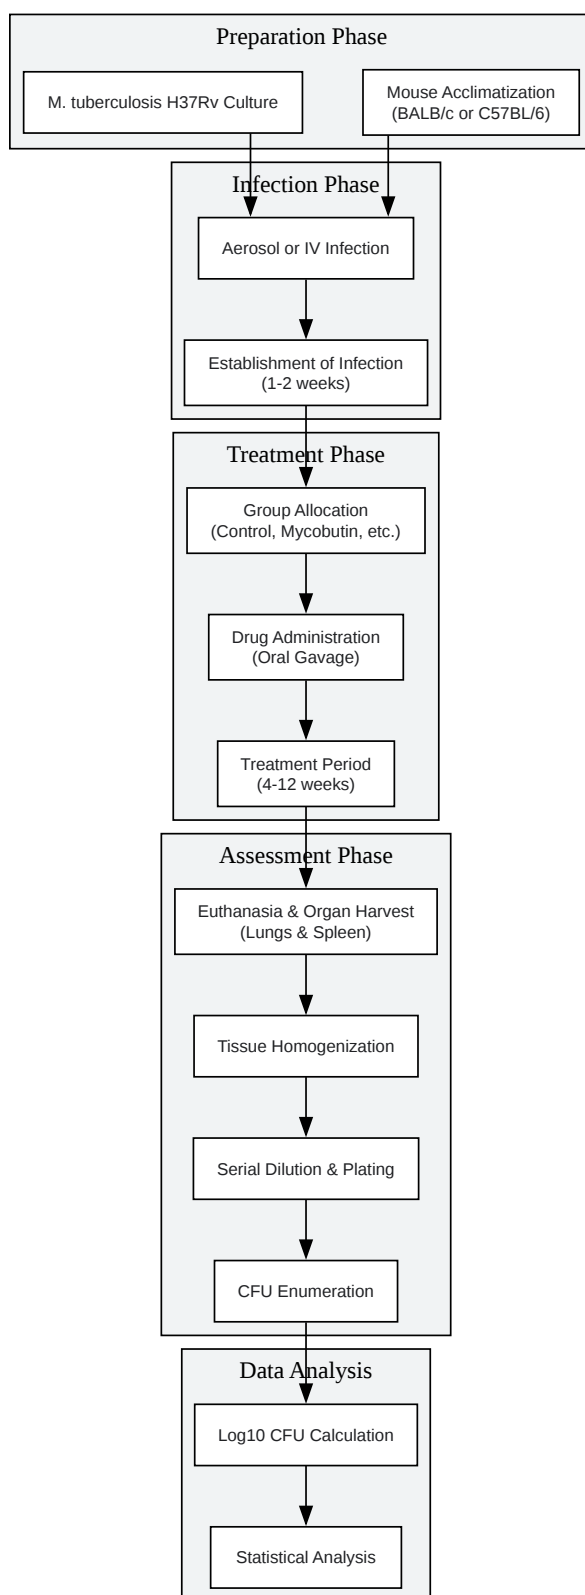 Preparation Phase
M. tuberculosis H37Rv Culture
Mouse Acclimatization
(BALB/c or C57BL/6)
Infection Phase
Aerosol or IV Infection
Establishment of Infection
(1-2 weeks)
Treatment Phase
Group Allocation
(Control, Mycobutin, etc.)
Drug Administration
(Oral Gavage)
Treatment Period
(4-12 weeks)
Assessment Phase
Euthanasia & Organ Harvest
(Lungs & Spleen)
Tissue Homogenization
Serial Dilution & Plating
CFU Enumeration
Data Analysis
Log10 CFU Calculation
Statistical Analysis